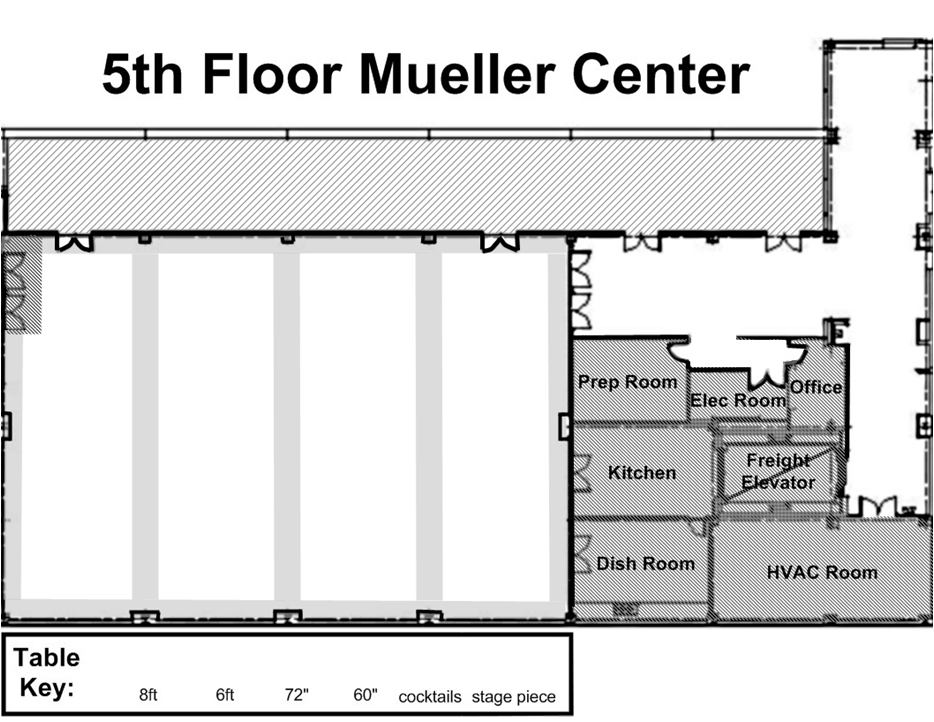 5th Floor Mueller Center
Prep Room
Elec Room
Office
Kitchen
Freight
Elevator
Dish Room
HVAC Room
Table
Key:
8ft 6ft 72" 60" cocktails stage piece